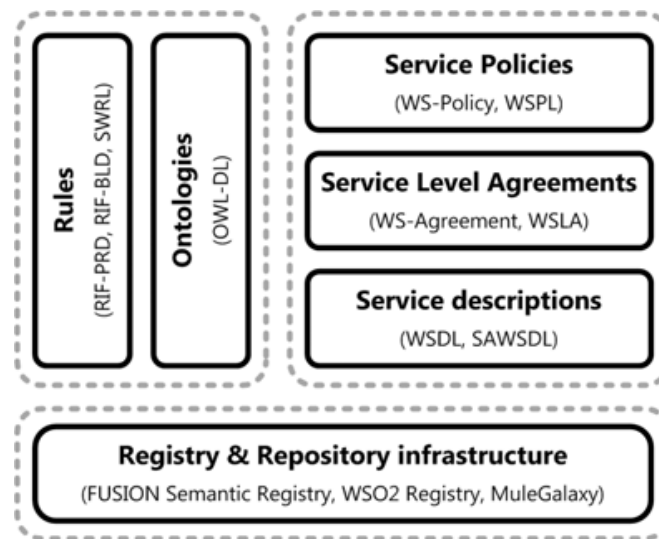 Rules
(RIF-PRD, RIF-BLD, SWRL)
Ontologies
(OWL-DL)
Service Policies
(WS-Policy, WSPL)
Service Level Agreements
(WS-Agreement, WSLA)
Service descriptions
(WSDL, SAWSDL)
Registry & Repository infrastructure
(FUSION Semantic Registry, WSO2 Registry, MuleGalaxy)